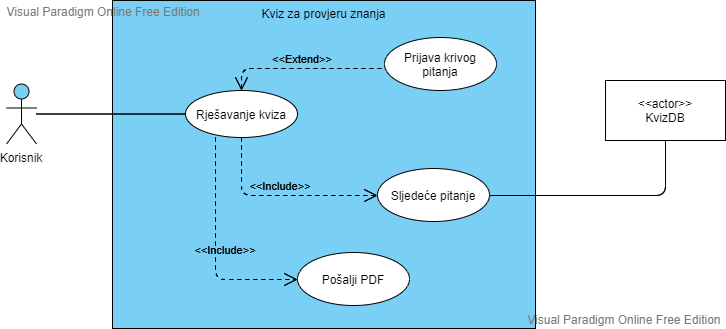 Visual Paradigm Online Free Edition
Kviz za provjeru znanja
<<Extend>>
Prijava krivog
pitanja
Rješavanje kviza
<<actor>>
KvizDB
Korisnik
<<Include>>
Sljedeće pitanje
<<Include>>
Pošalji PDF
Visual Paradigm Online Free Edition